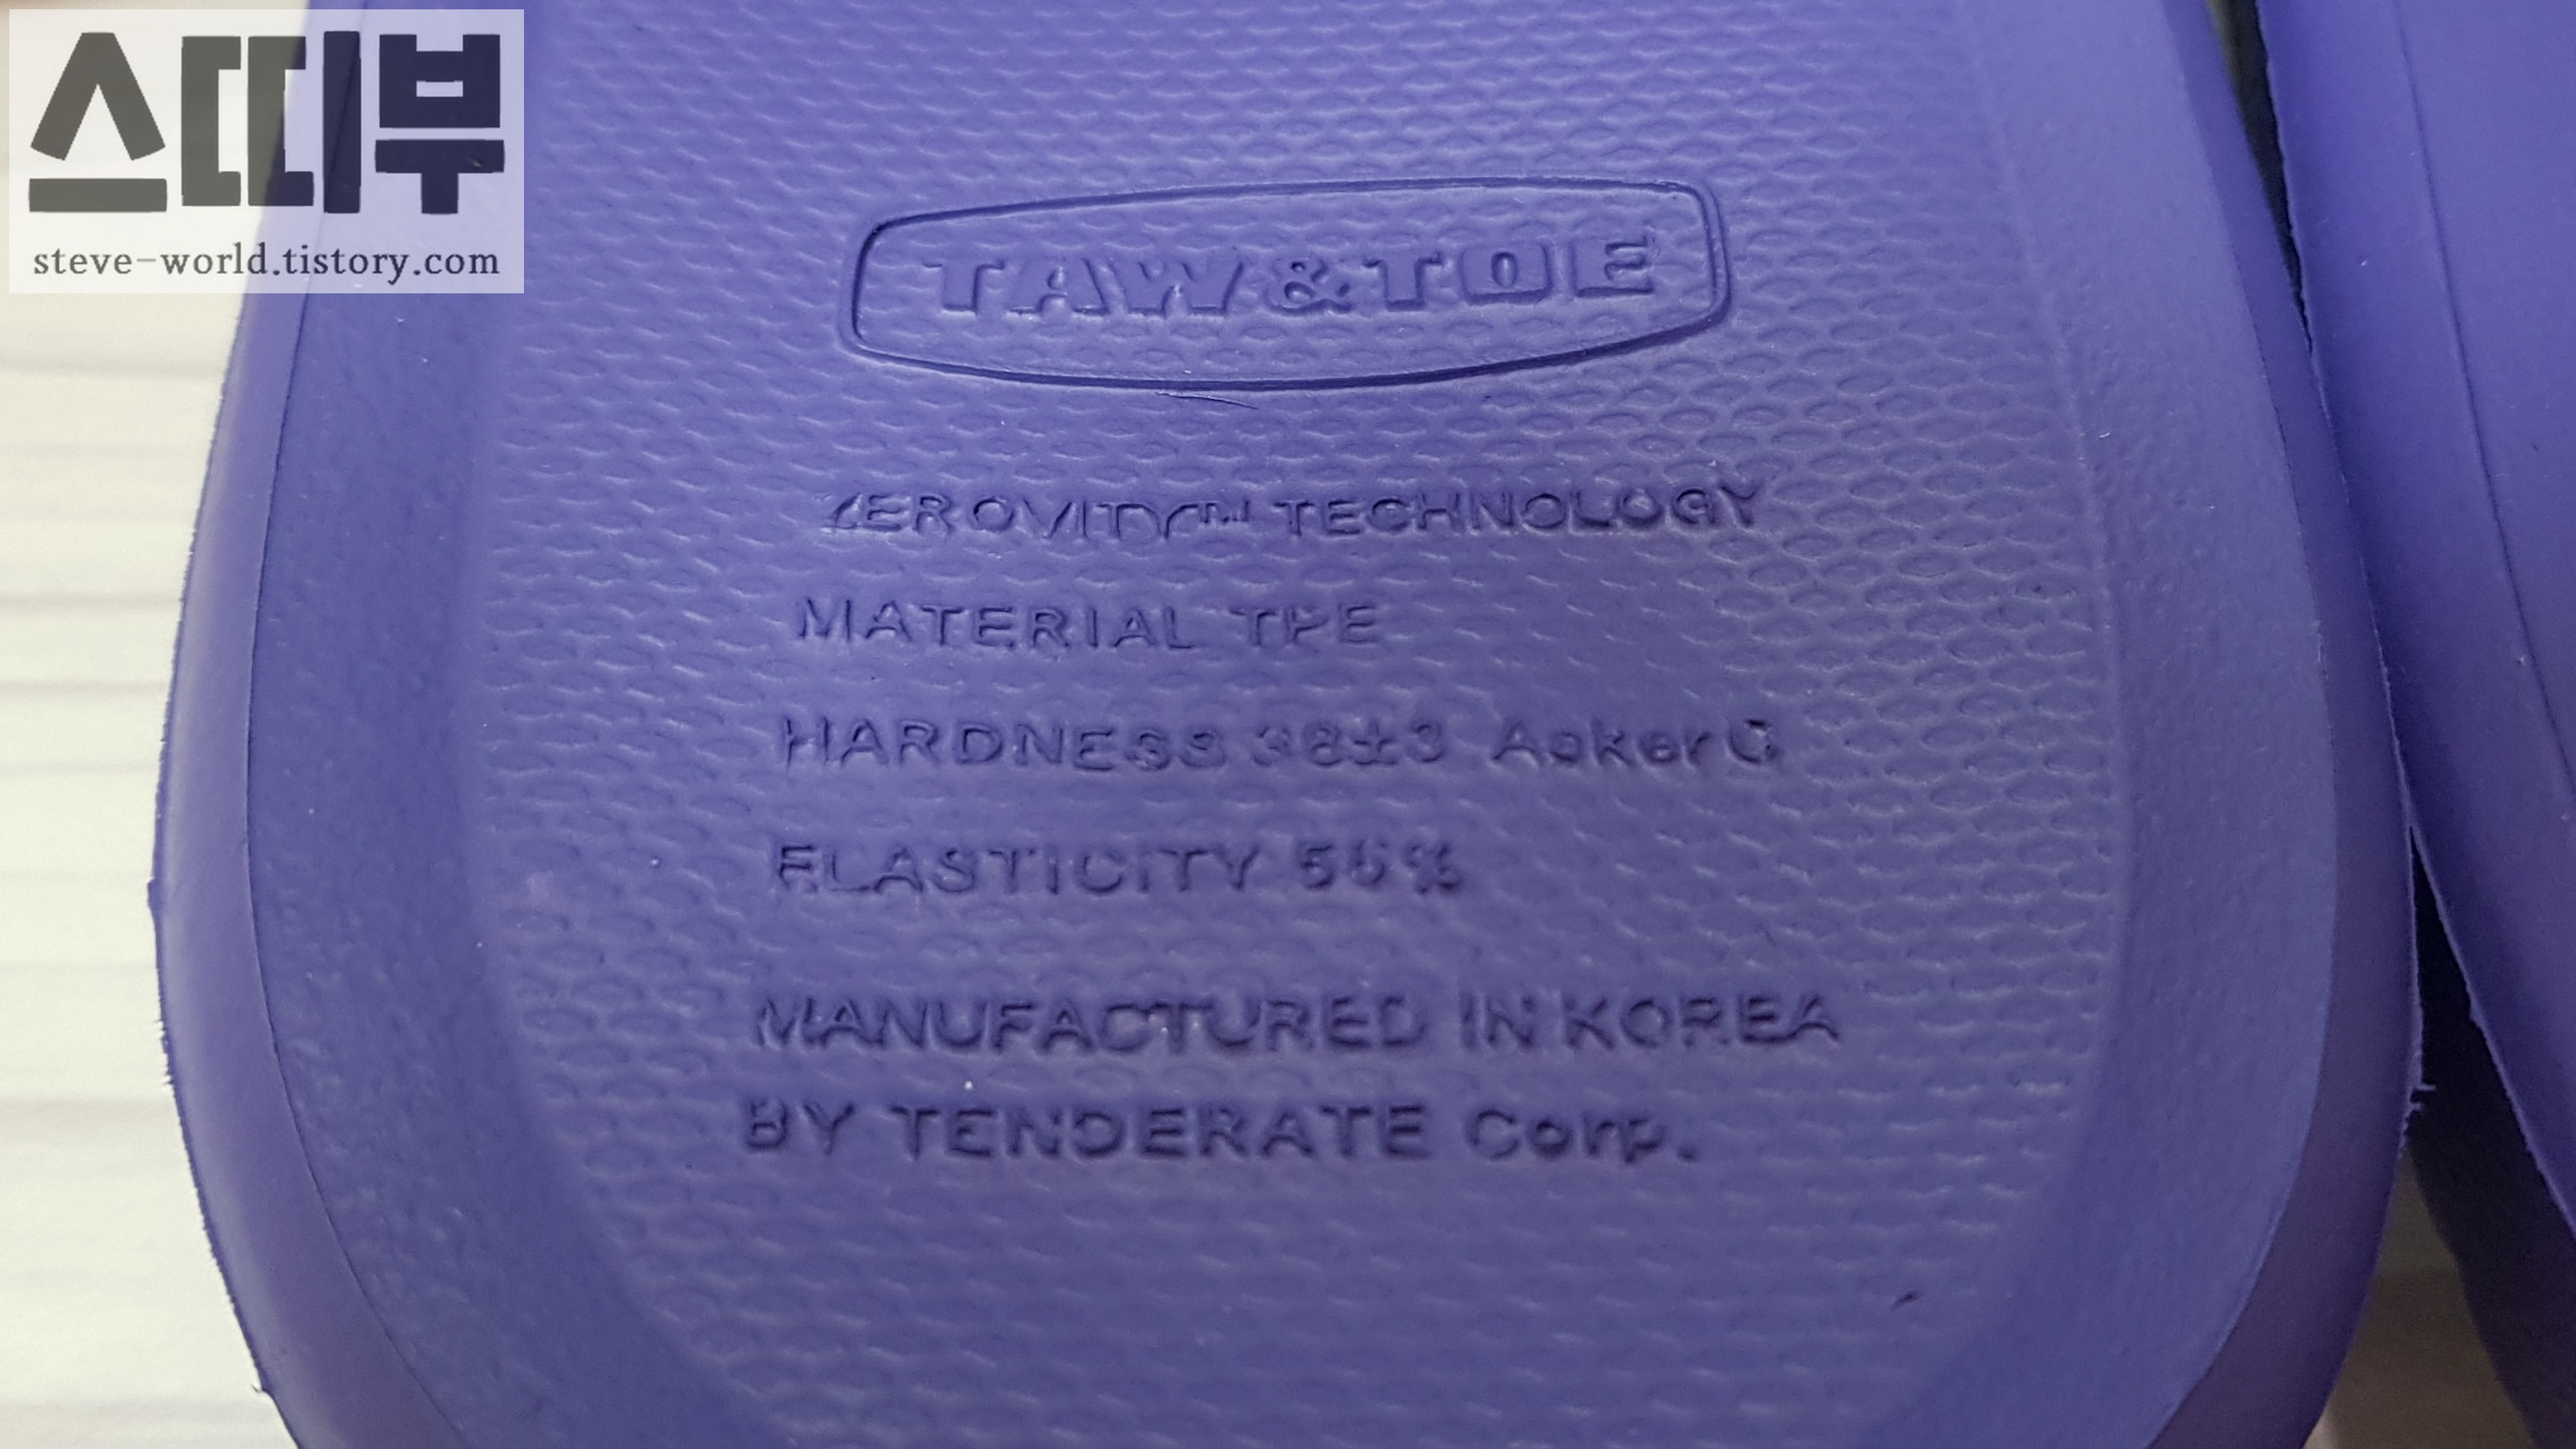 스띠부
steve-world.tistory.com
TAW&TOE
ZEROVITY™ TECHNOLOGY
MATERIAL TPE
HARDNESS 38±3 Asker C
ELASTICITY
MANUFACTURED IN KOREA
BY TENDERATE Corp.